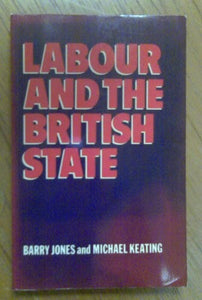 LABOUR
AND THE
BRITISH
STATE
BARRY JONES and MICHAEL KEATING